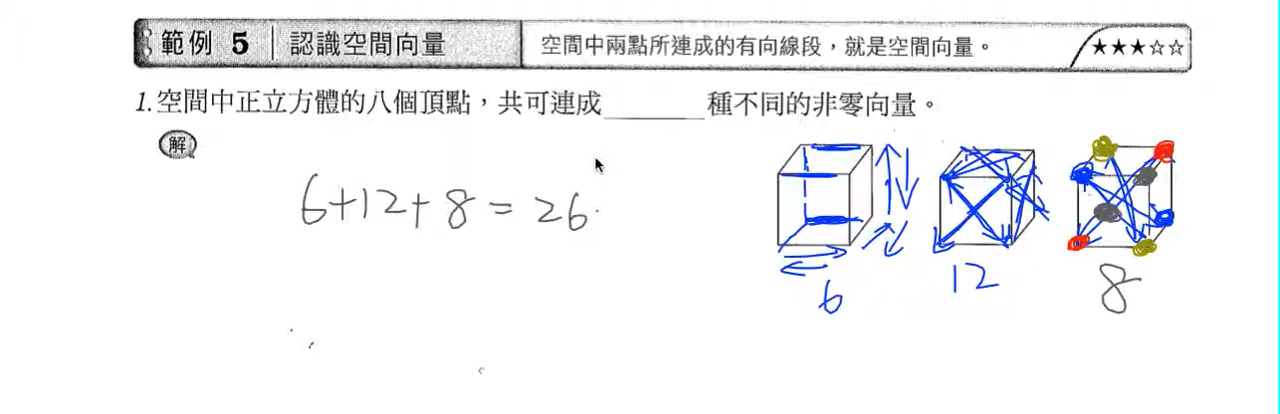 範例 5 認識空間向量 空間中兩點所連成的有向線段，就是空間向量。 ★★★☆☆
1.空間中正立方體的八個頂點，共可連成______種不同的非零向量。
解
6+12+8=26
6 12 8